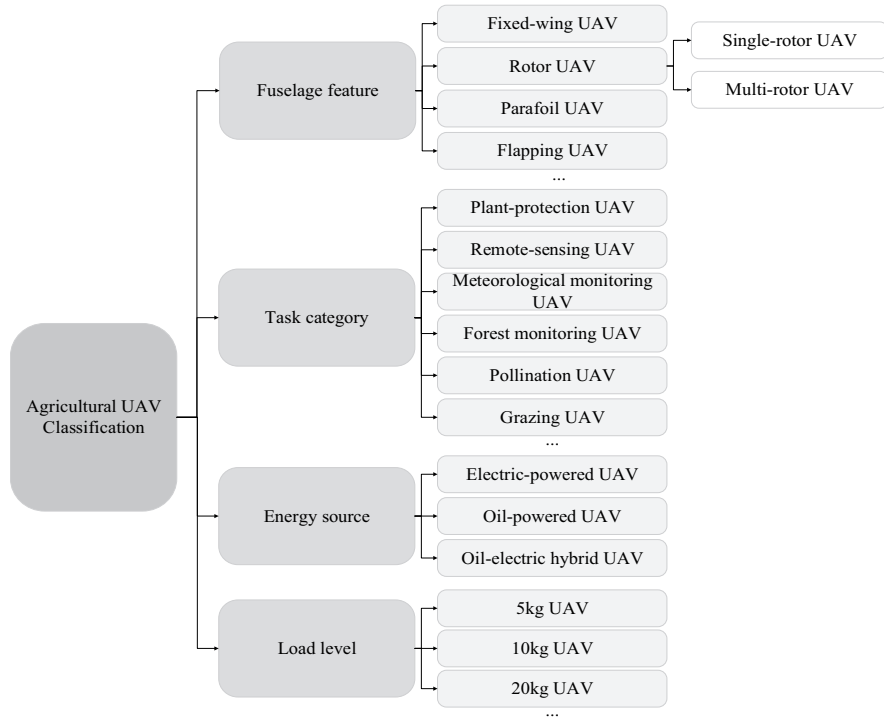 Fixed-wing UAV
Single-rotor UAV
Fuselage feature
Rotor UAV
Multi-rotor UAV
Parafoil UAV
Flapping UAV
...
Plant-protection UAV
Remote-sensing UAV
Meteorological monitoring
UAV
Task category
Forest monitoring UAV
Pollination UAV
Agricultural UAV
Classification
Grazing UAV
...
Electric-powered UAV
Energy source
Oil-powered UAV
Oil-electric hybrid UAV
5kg UAV
Load level
10kg UAV
20kg UAV
...